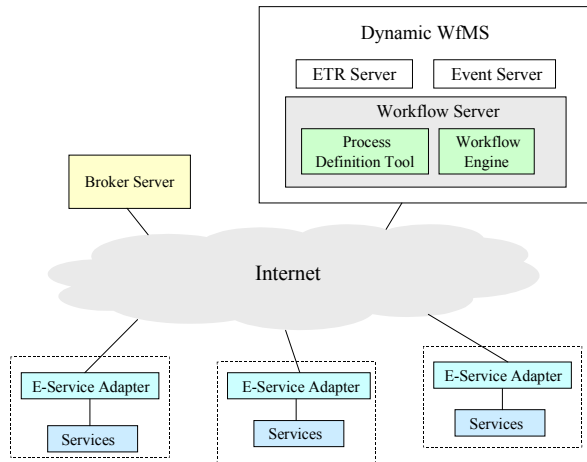 Dynamic WfMS
ETR Server
Event Server
Workflow Server
Process
Definition Tool
Workflow
Engine
Broker Server
Internet
E-Service Adapter
Services
E-Service Adapter
Services
E-Service Adapter
Services